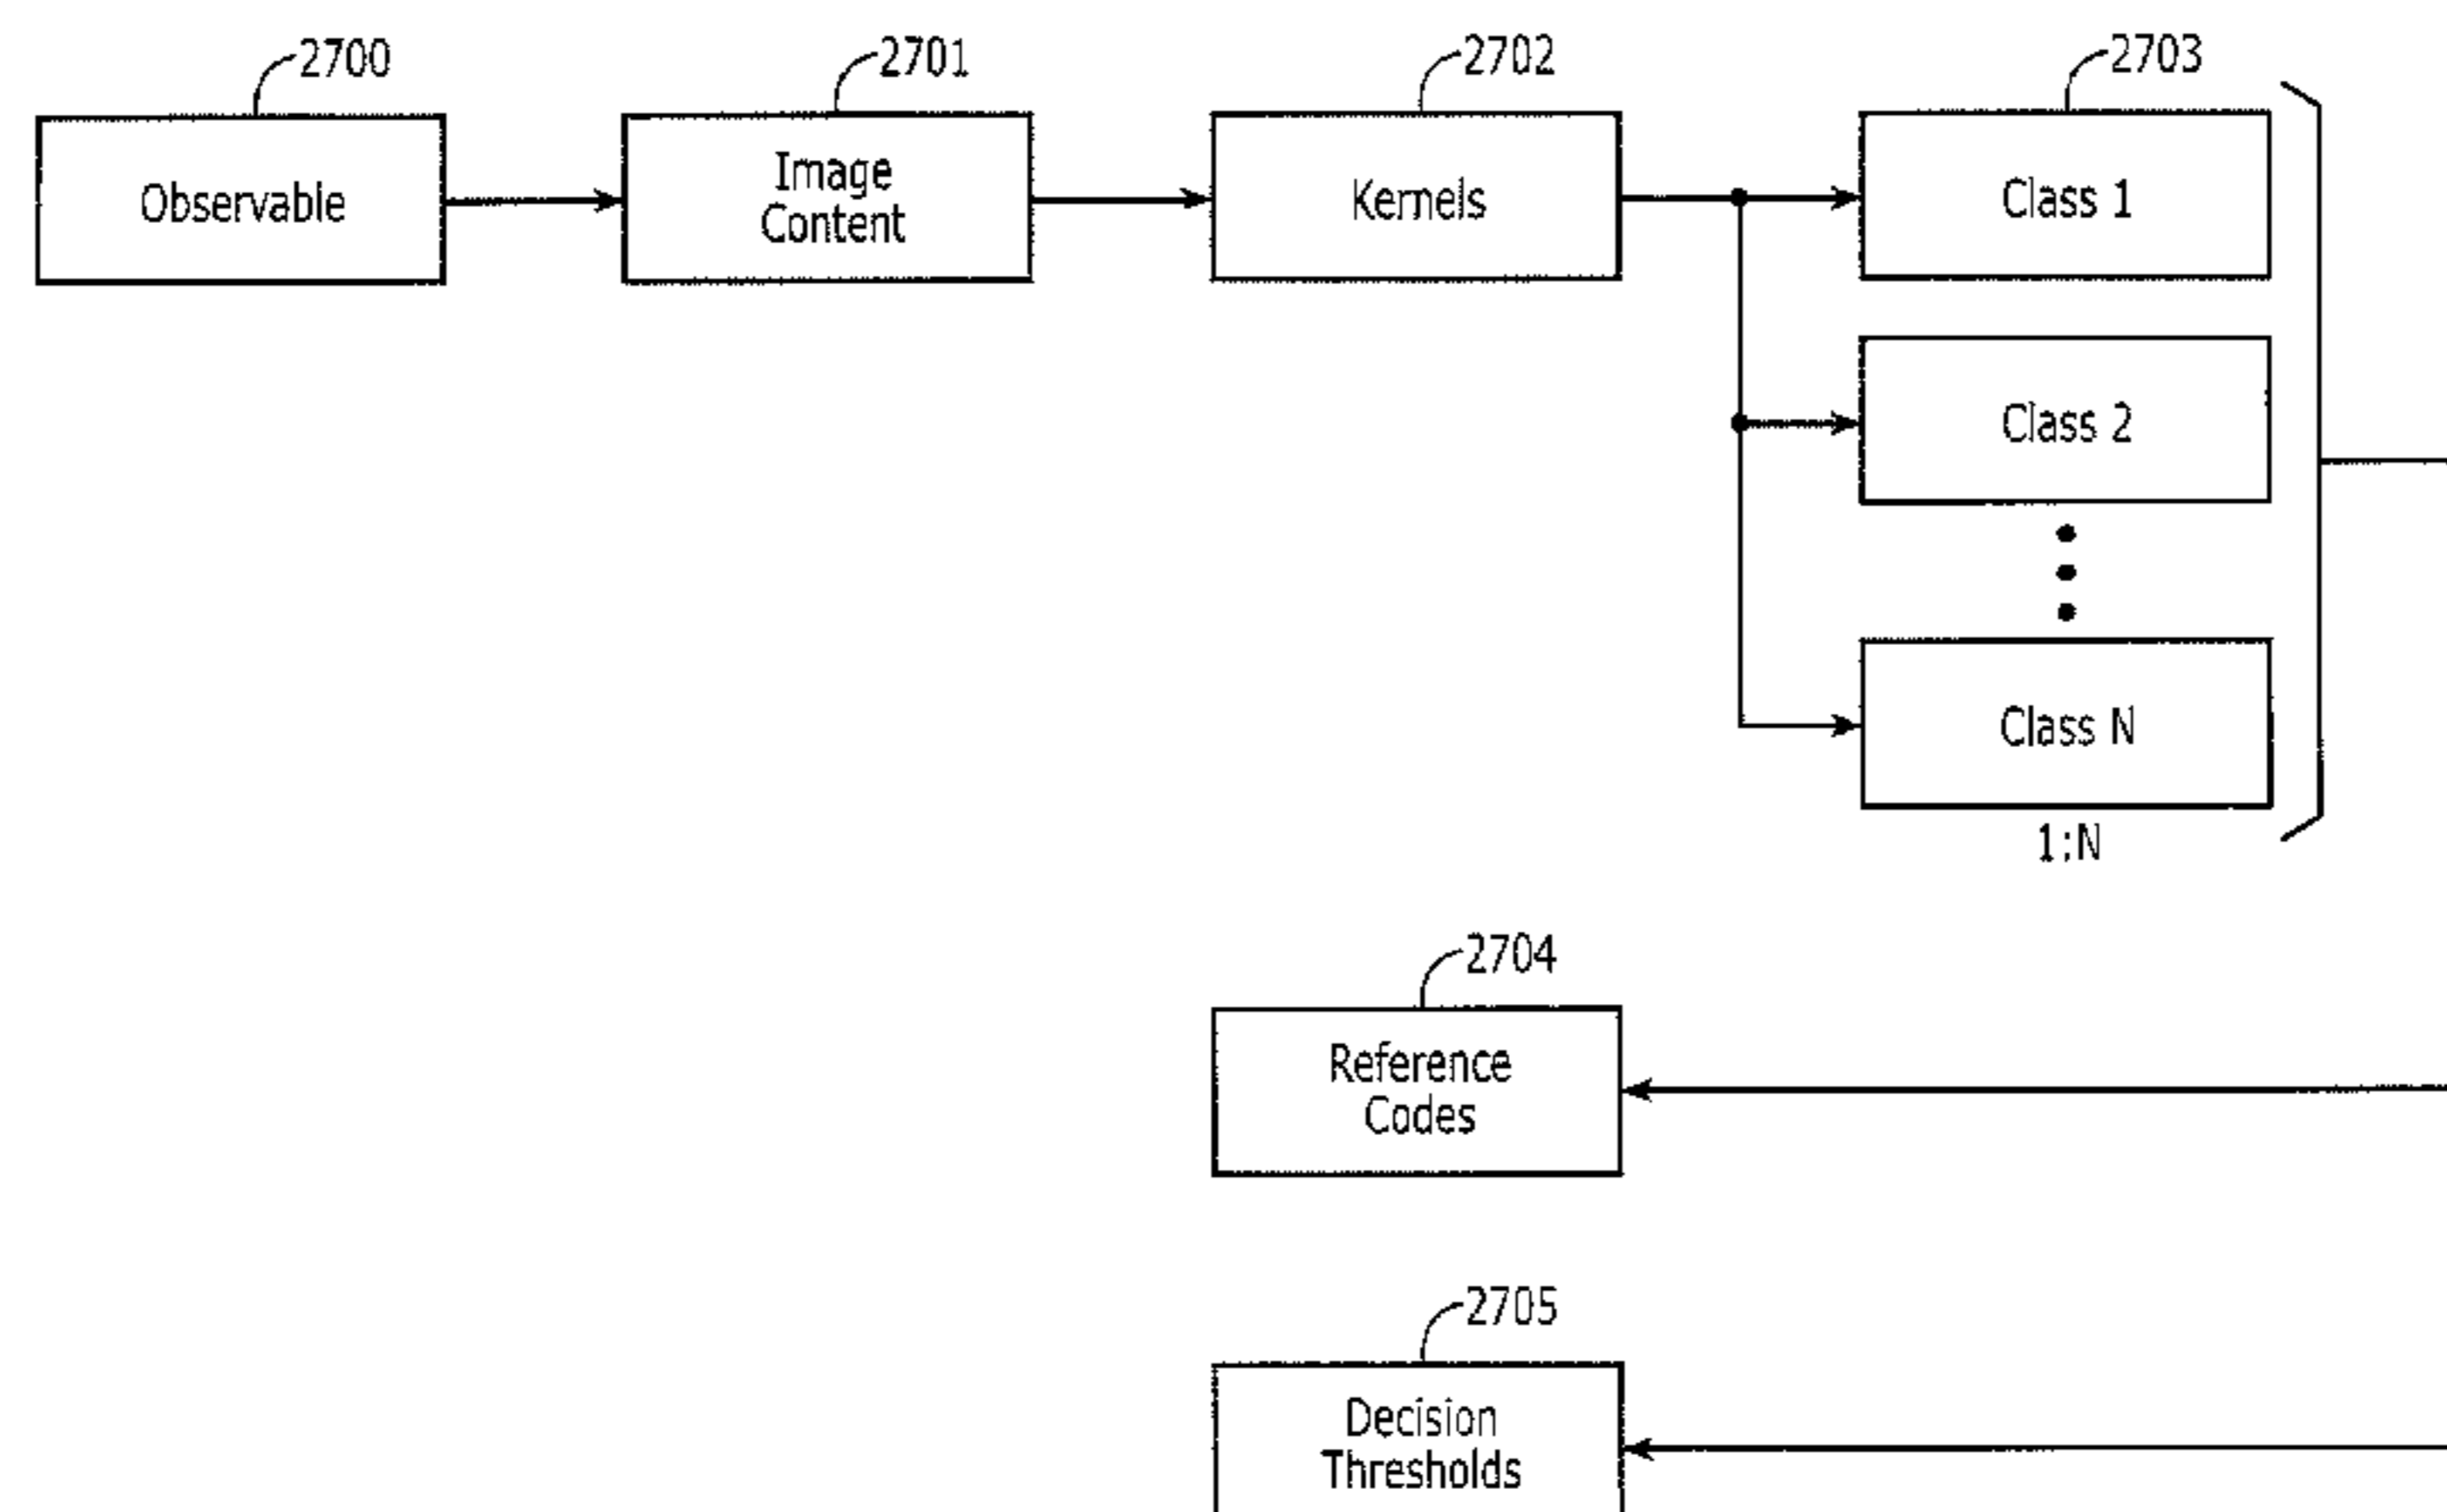 2700
2701
2702
2703
Observable
Image
Content
Kernels
Class 1
Class 2
Class N
1:N
2704
Reference
Codes
2705
Decision
Thresholds